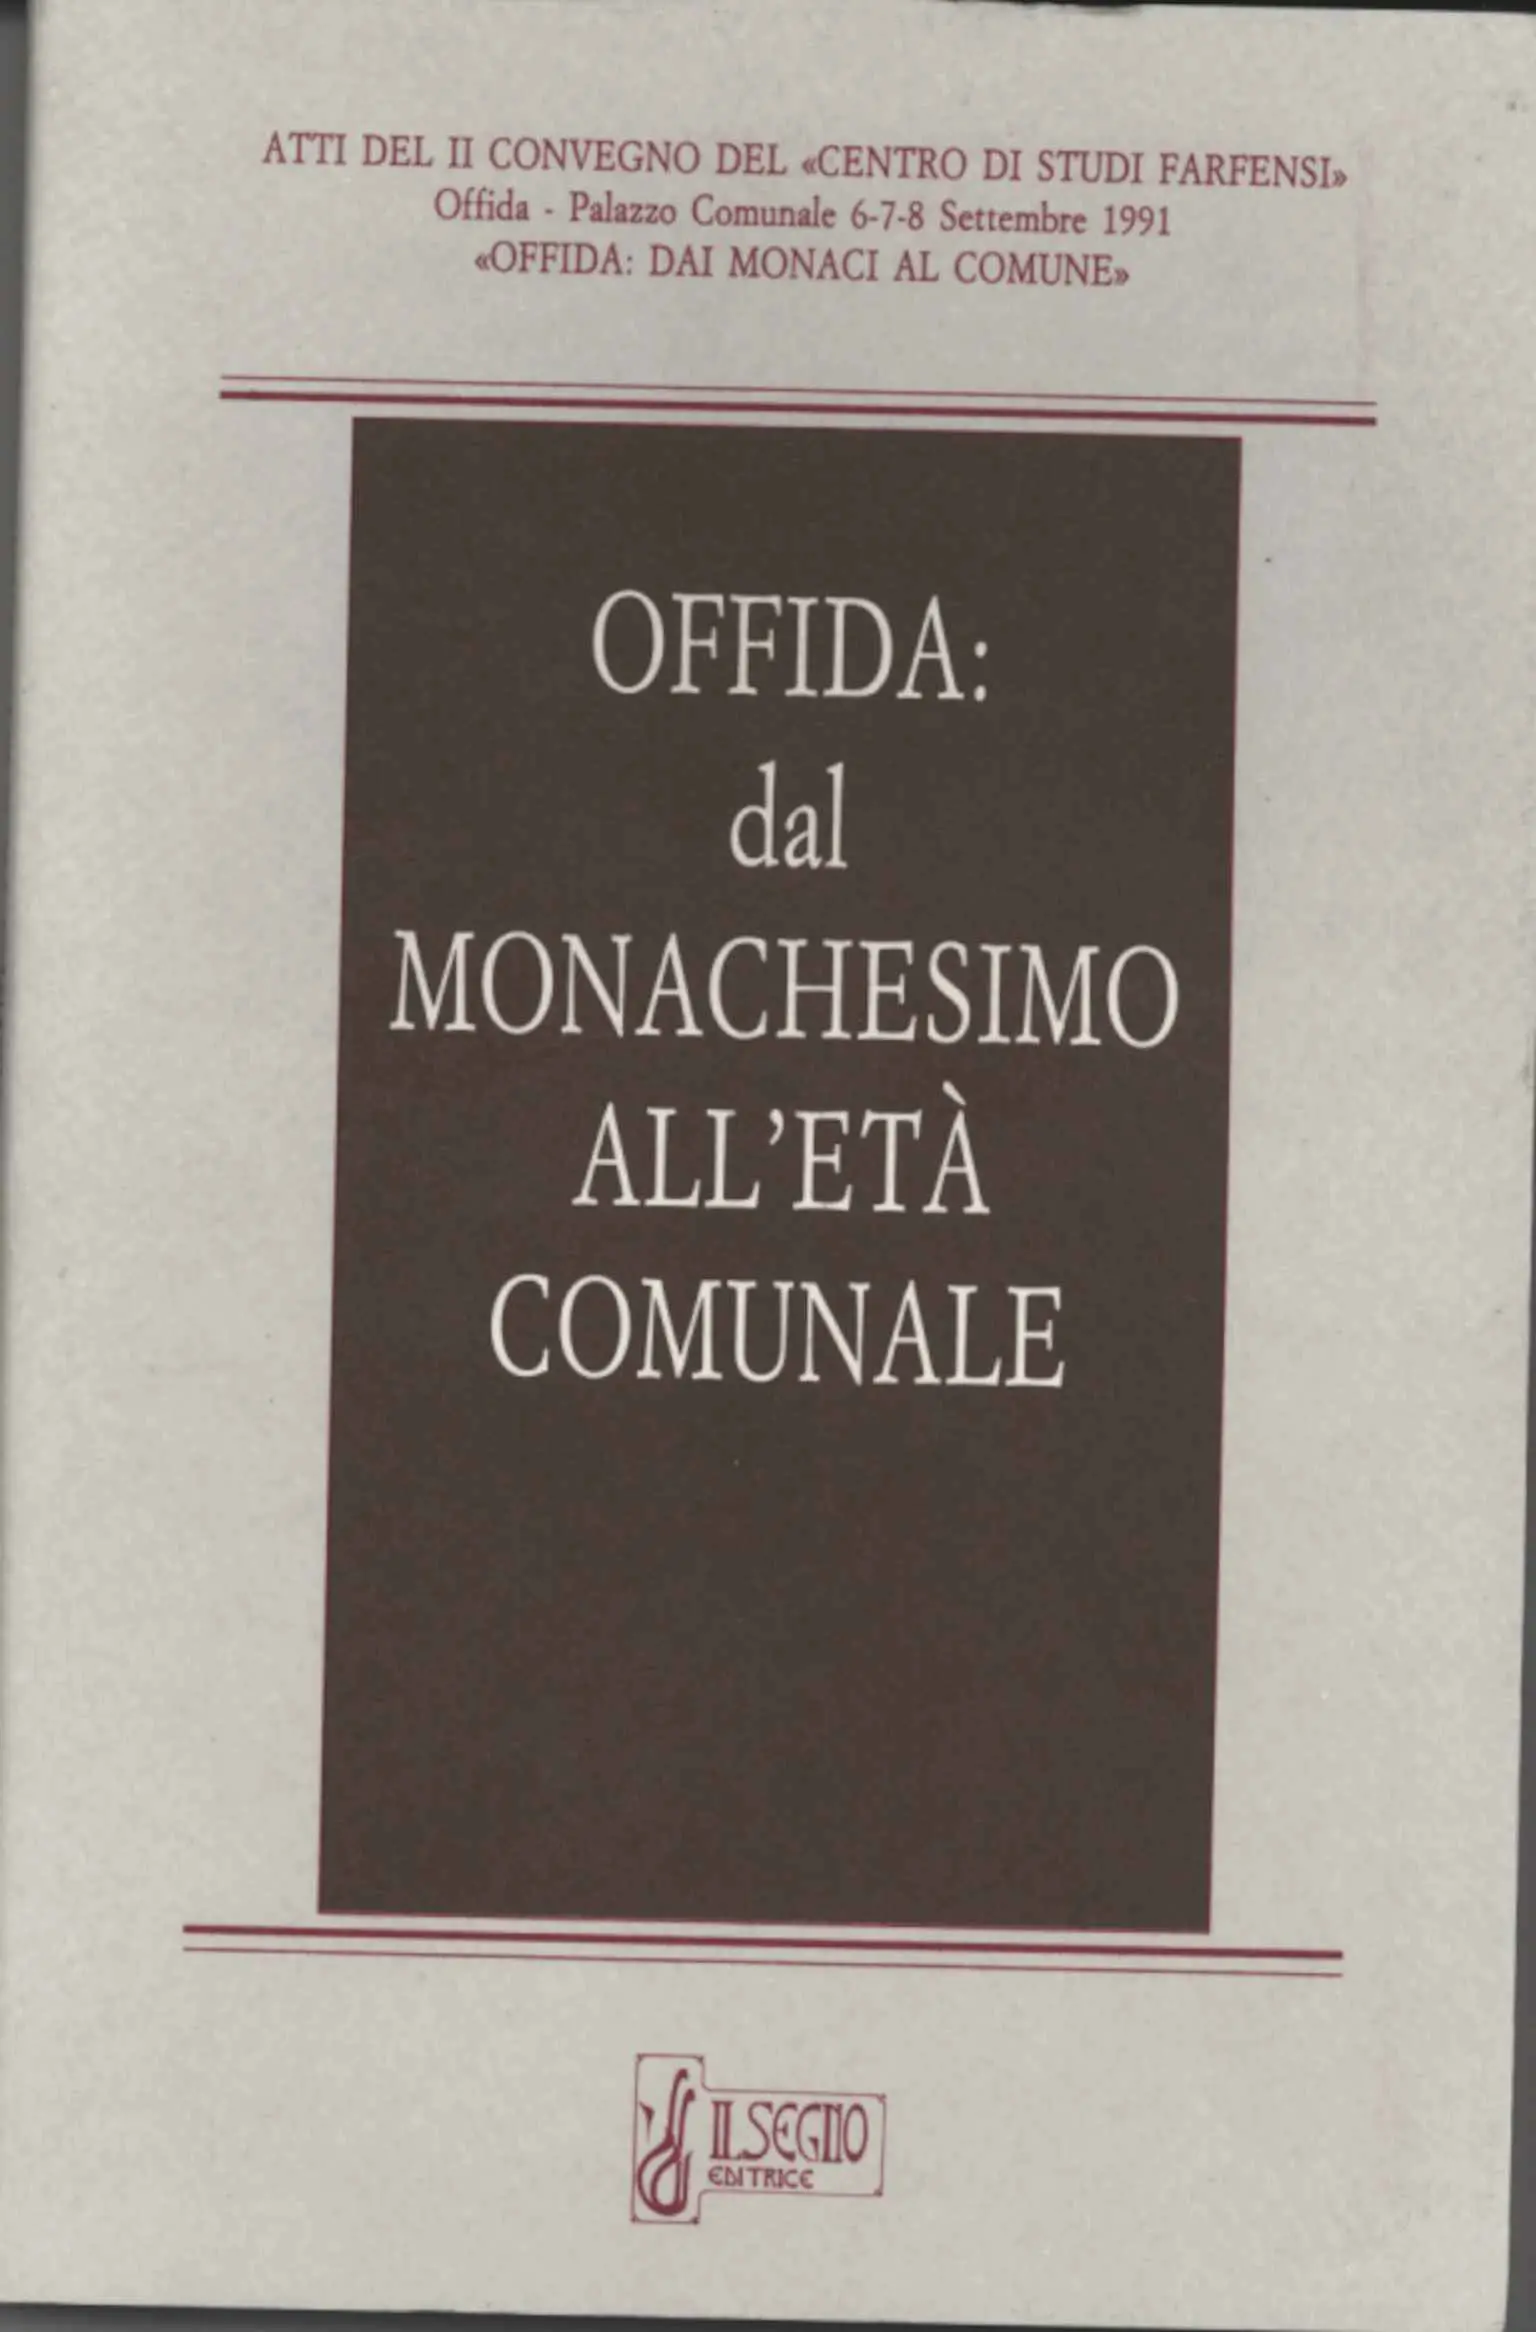 ATTI DEL II CONVEGNO DEL «CENTRO DI STUDI FARFENSI»
Offida - Palazzo Comunale 6-7-8 Settembre 1991
«OFFIDA: DAI MONACI AL COMUNE»
OFFIDA:
dal
MONACHESIMO
ALL'ETÀ
COMUNALE
IL SEGNO
EDITRICE